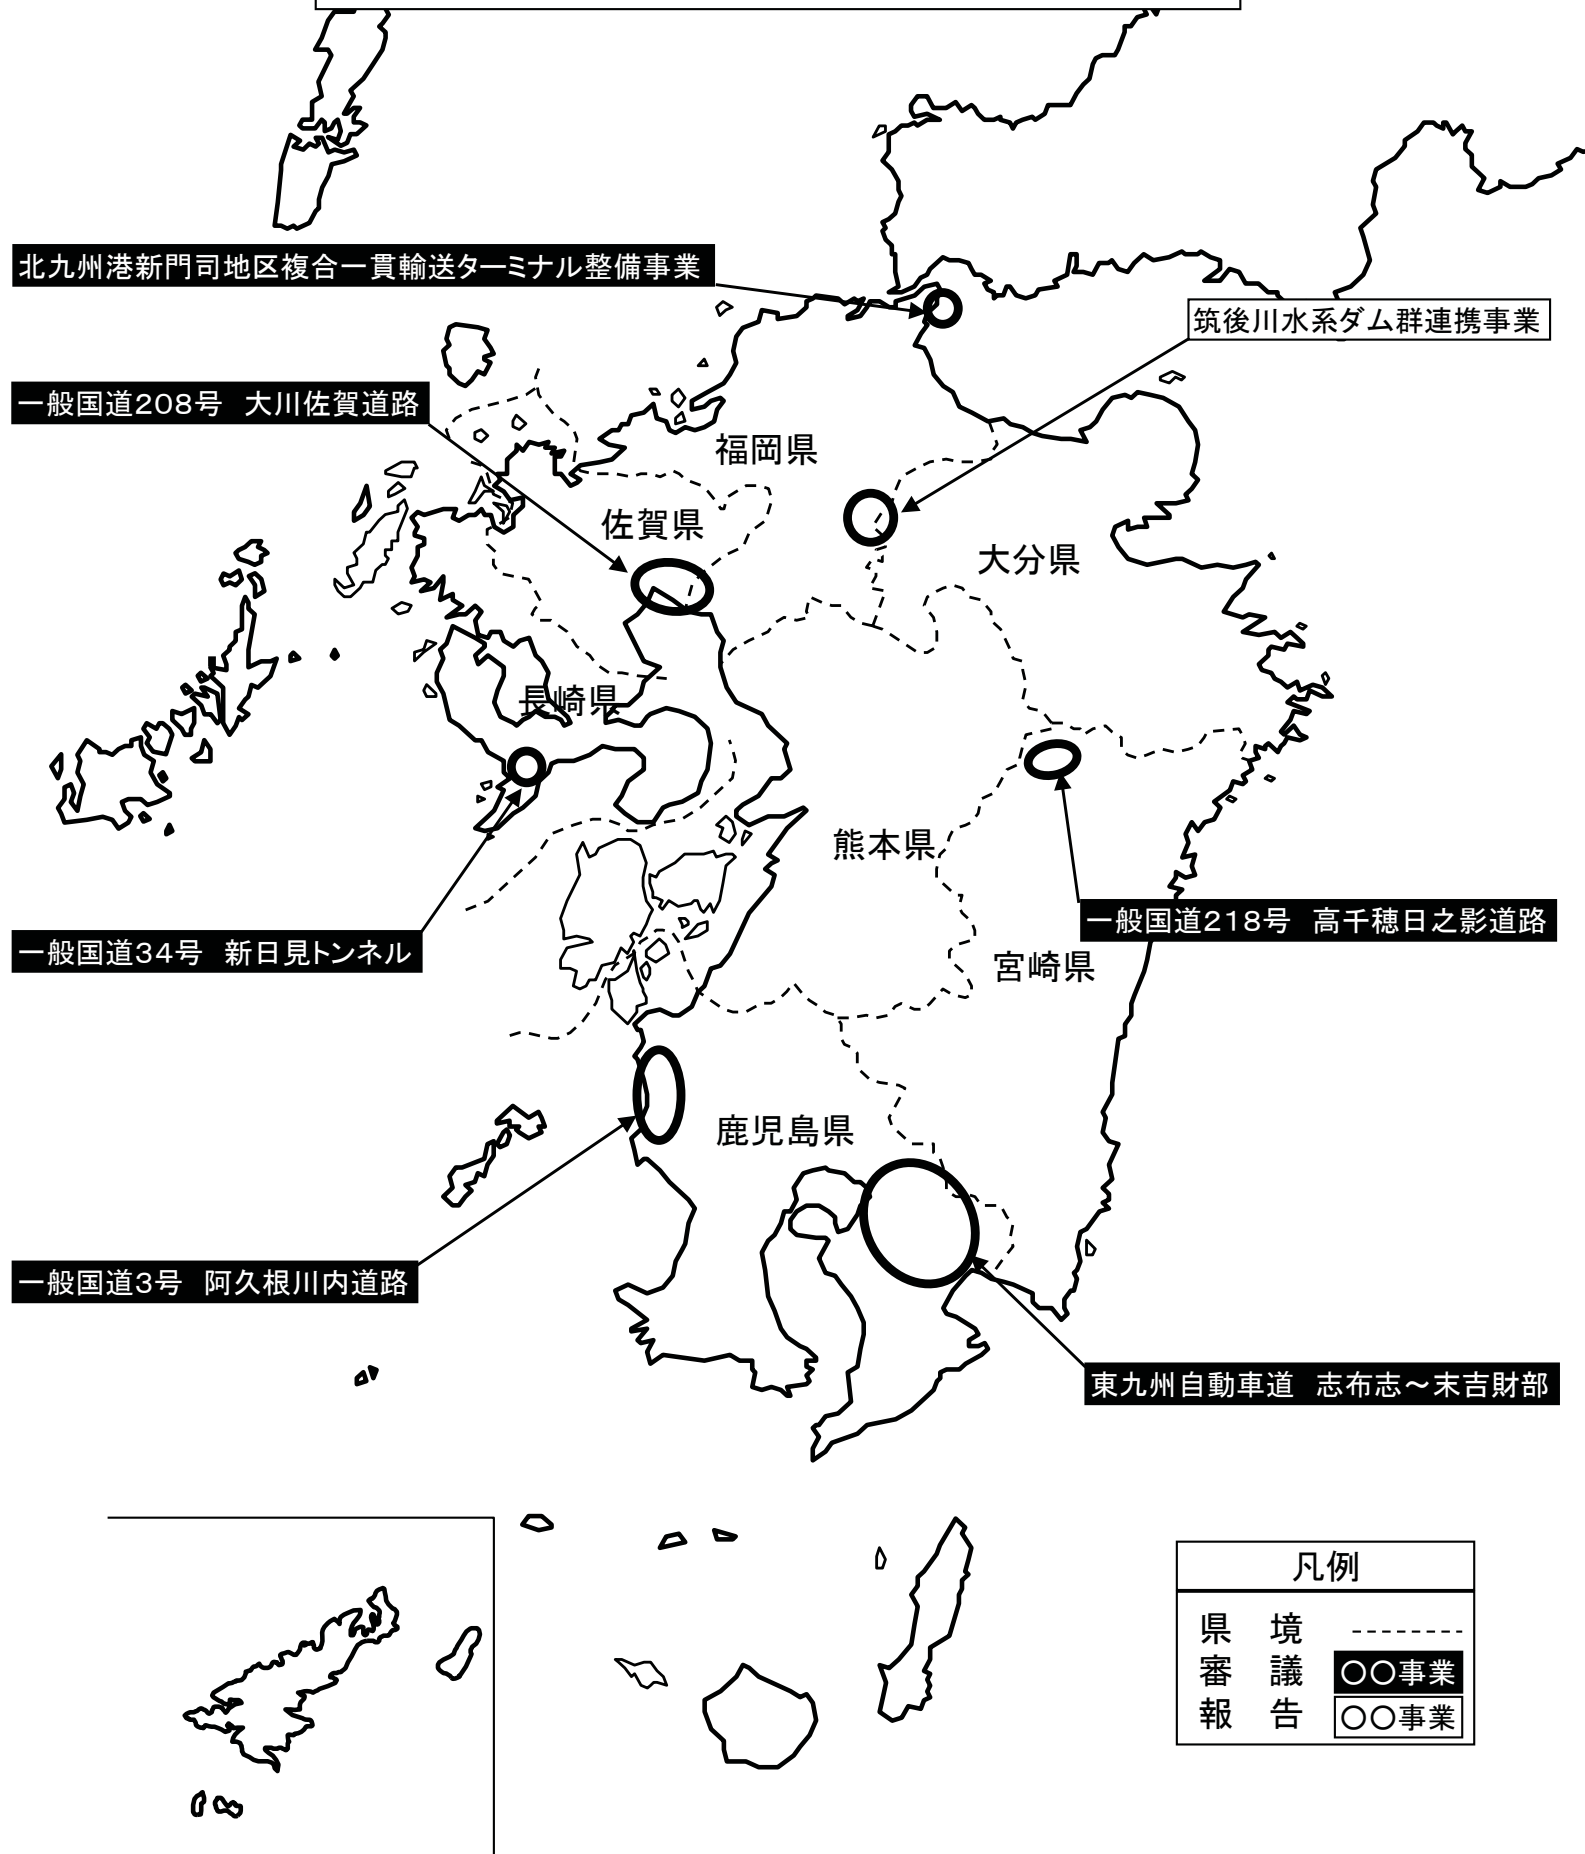 北九州港新門司地区複合一貫輸送ターミナル整備事業
筑後川水系ダム群連携事業
一般国道208号　大川佐賀道路
福岡県
佐賀県
大分県
長崎県
熊本県
一般国道218号　高千穂日之影道路
一般国道34号　新日見トンネル
宮崎県
鹿児島県
一般国道3号　阿久根川内道路
東九州自動車道　志布志～末吉財部
凡例
県　境
審　議　○○事業
報　告　○○事業